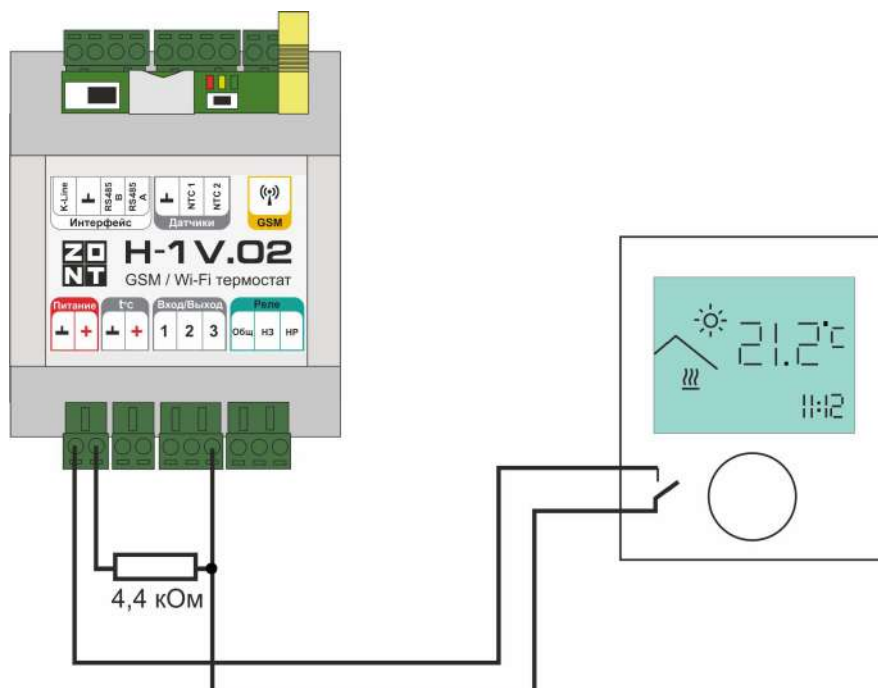 K-Line
⊥
RS485 B
RS485 A
Интерфейс
⊥
NTC 1
NTC 2
Датчики
GSM
ZONT
H-1V.02
GSM / Wi-Fi термостат
Питание
t°C
Вход/Выход
Реле
⊥ + ⊥ + 1 2 3 Общ НЗ НР
21.2°C
11:12
4,4 кОм